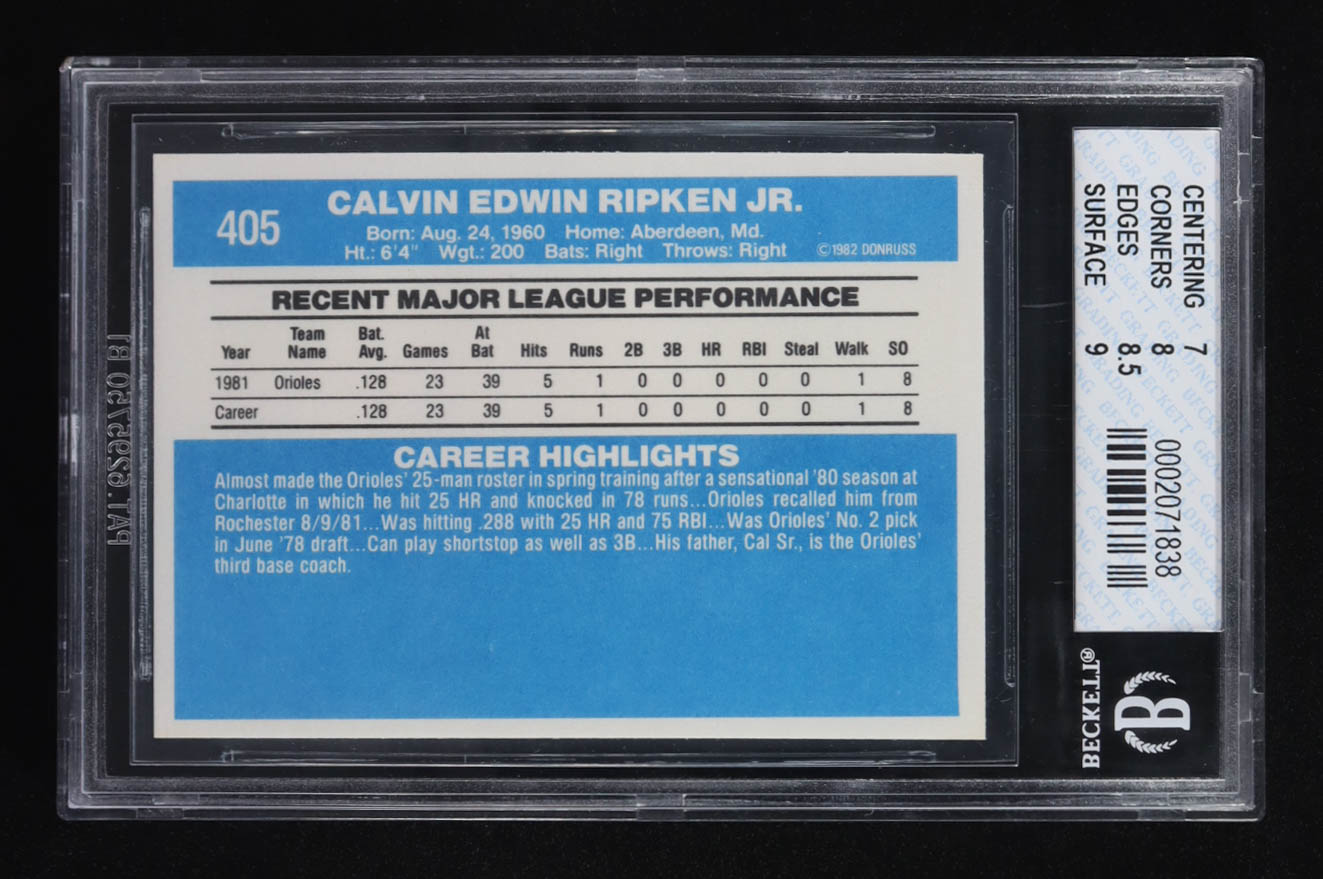 405
CALVIN EDWIN RIPKEN JR.
Born: Aug. 24, 1960 Home: Aberdeen, Md.
Ht.: 6'4" Wgt.: 200 Bats: Right Throws: Right ©1982 DONRUSS
RECENT MAJOR LEAGUE PERFORMANCE
Year Team Name Bat. Avg. Games At Bat Hits Runs 2B 3B HR RBI Steal Walk SO
1981 Orioles .128 23 39 5 1 0 0 0 0 0 1 8
Career .128 23 39 5 1 0 0 0 0 0 1 8
CAREER HIGHLIGHTS
Almost made the Orioles' 25-man roster in spring training after a sensational '80 season at
Charlotte in which he hit 25 HR and knocked in 78 runs...Orioles recalled him from
Rochester 8/9/81...Was hitting .288 with 25 HR and 75 RBI...Was Orioles' No. 2 pick
in June '78 draft...Can play shortstop as well as 3B...His father, Cal Sr., is the Orioles'
third base coach.
CENTERING 7
CORNERS 8
EDGES 8.5
SURFACE 9
0002071838
B
BECKETT®